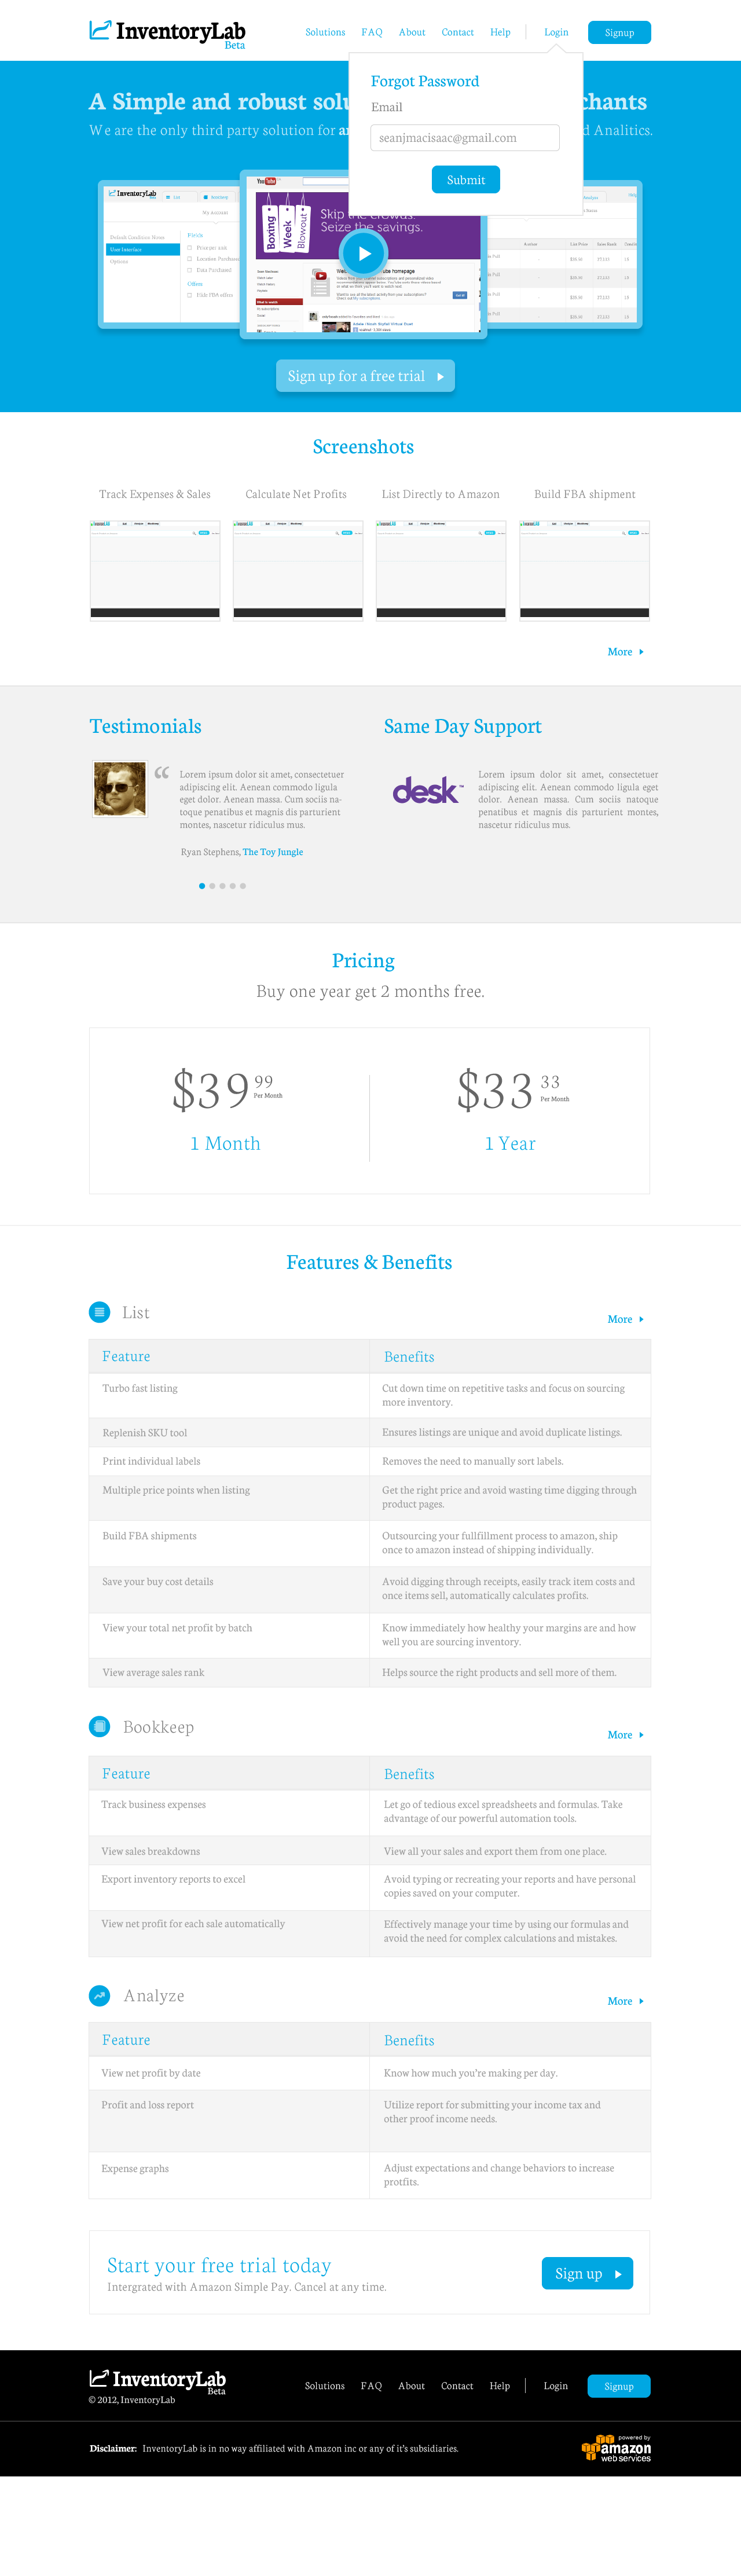 InventoryLab
Beta
Solutions FAQ About Contact Help Login Signup
Forgot Password
Email
seanjmacisaac@gmail.com
Submit
A Simple and robust
We are the only third party solution for
Analitics.
InventoryLab
My Account
Default Condition Notes
User Interface
Options
YouTube
Boxing
Week
Blowout
Seize the savings.
Sign up for a free trial
Screenshots
Track Expenses & Sales
Calculate Net Profits
List Directly to Amazon
Build FBA shipment
More
Testimonials
“
Lorem ipsum dolor sit amet, consectetuer
adipiscing elit. Aenean commodo ligula
eget dolor. Aenean massa. Cum sociis na-
toque penatibus et magnis dis parturient
montes, nascetur ridiculus mus.
Ryan Stephens, The Toy Jungle
Same Day Support
desk™
Lorem ipsum dolor sit amet, consectetuer
adipiscing elit. Aenean commodo ligula eget
dolor. Aenean massa. Cum sociis natoque
penatibus et magnis dis parturient montes,
nascetur ridiculus mus.
Pricing
Buy one year get 2 months free.
$39 99
Per Month
1 Month
$33 33
Per Month
1 Year
Features & Benefits
List
More
Feature Benefits
Turbo fast listing
Cut down time on repetitive tasks and focus on sourcing
more inventory.
Replenish SKU tool
Ensures listings are unique and avoid duplicate listings.
Print individual labels
Removes the need to manually sort labels.
Multiple price points when listing
Get the right price and avoid wasting time digging through
product pages.
Build FBA shipments
Outsourcing your fullfillment process to amazon, ship
once to amazon instead of shipping individually.
Save your buy cost details
Avoid digging through receipts, easily track item costs and
once items sell, automatically calculates profits.
View your total net profit by batch
Know immediately how healthy your margins are and how
well you are sourcing inventory.
View average sales rank
Helps source the right products and sell more of them.
Bookkeep
More
Feature Benefits
Track business expenses
Let go of tedious excel spreadsheets and formulas. Take
advantage of our powerful automation tools.
View sales breakdowns
View all your sales and export them from one place.
Export inventory reports to excel
Avoid typing or recreating your reports and have personal
copies saved on your computer.
View net profit for each sale automatically
Effectively manage your time by using our formulas and
avoid the need for complex calculations and mistakes.
Analyze
More
Feature Benefits
View net profit by date
Know how much you're making per day.
Profit and loss report
Utilize report for submitting your income tax and
other proof income needs.
Expense graphs
Adjust expectations and change behaviors to increase
protfits.
Start your free trial today
Intergrated with Amazon Simple Pay. Cancel at any time.
Sign up
InventoryLab
Beta
© 2012, InventoryLab
Solutions FAQ About Contact Help Login Signup
Disclaimer: InventoryLab is in no way affiliated with Amazon inc or any of it's subsidiaries.
powered by
amazon
web services